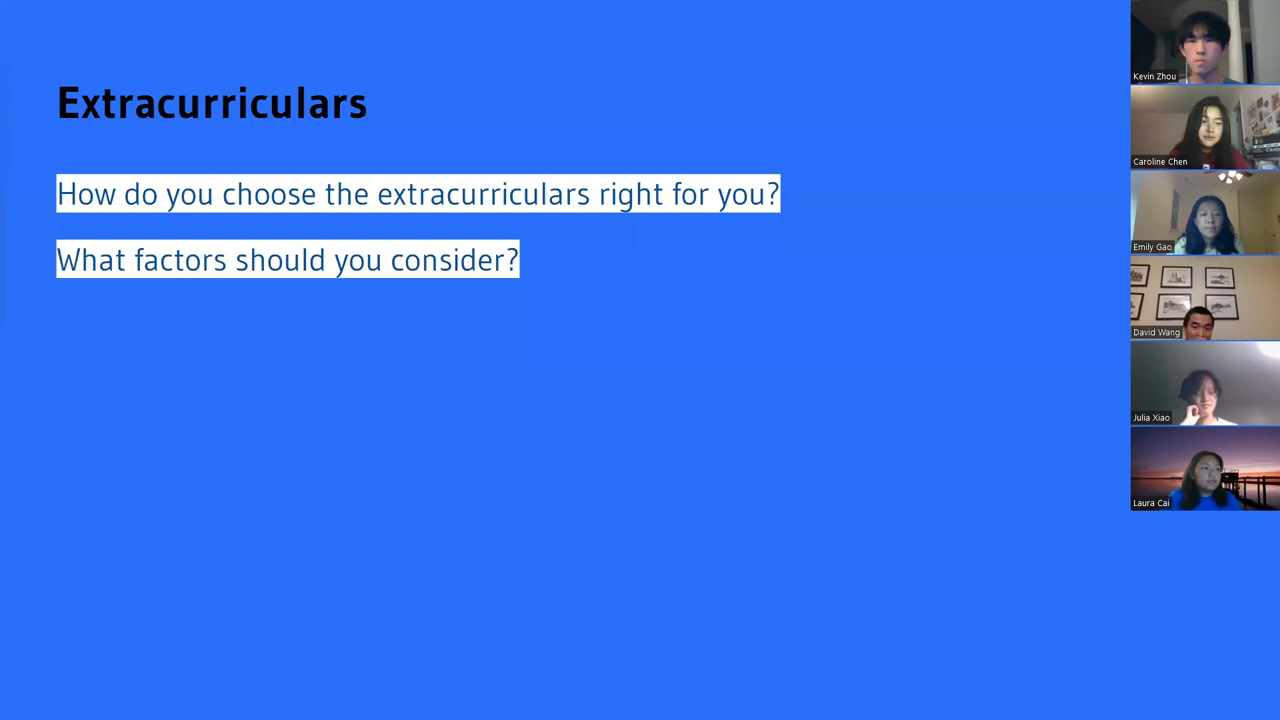 Extracurriculars
How do you choose the extracurriculars right for you?
What factors should you consider?
Kevin Zhou
Caroline Chen
Emily Gao
David Wang
Julia Xiao
Laura Cai